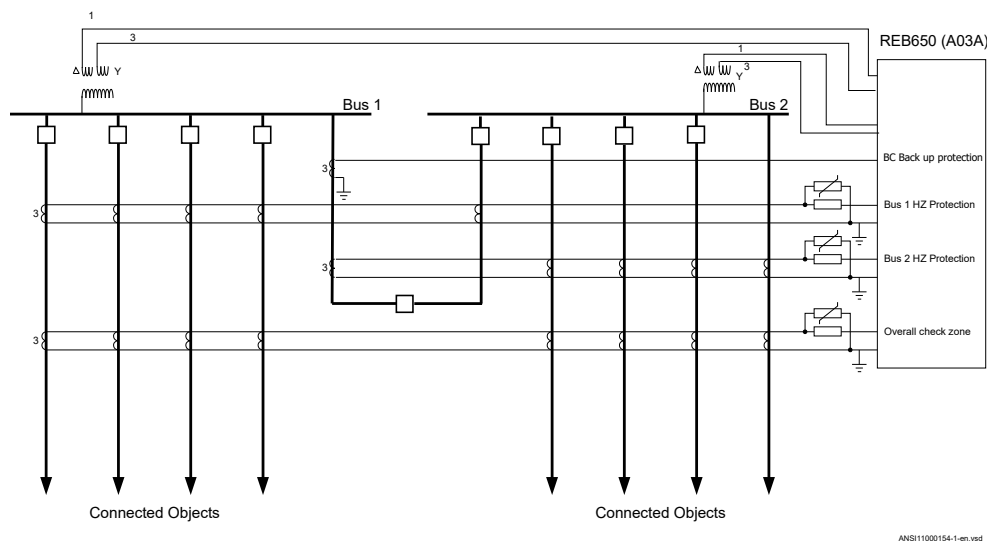 1
3
REB650 (A03A)
Δ
Y
1
3
Δ
Y
Bus 1
Bus 2
3
BC Back up protection
3
Bus 1 HZ Protection
3
Bus 2 HZ Protection
3
Overall check zone
Connected Objects
Connected Objects
ANSI11000154-1-en.vsd